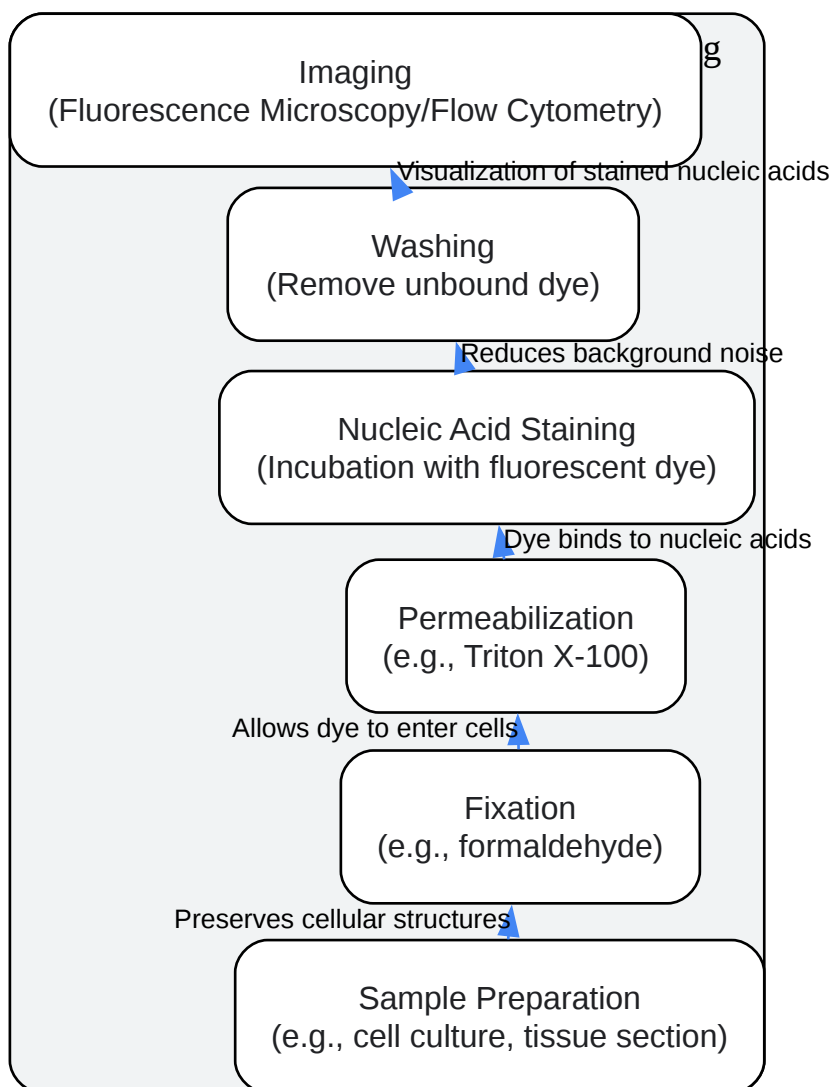 Imaging
(Fluorescence Microscopy/Flow Cytometry)
g
Visualization of stained nucleic acids
Washing
(Remove unbound dye)
Reduces background noise
Nucleic Acid Staining
(Incubation with fluorescent dye)
Dye binds to nucleic acids
Permeabilization
(e.g., Triton X-100)
Allows dye to enter cells
Fixation
(e.g., formaldehyde)
Preserves cellular structures
Sample Preparation
(e.g., cell culture, tissue section)